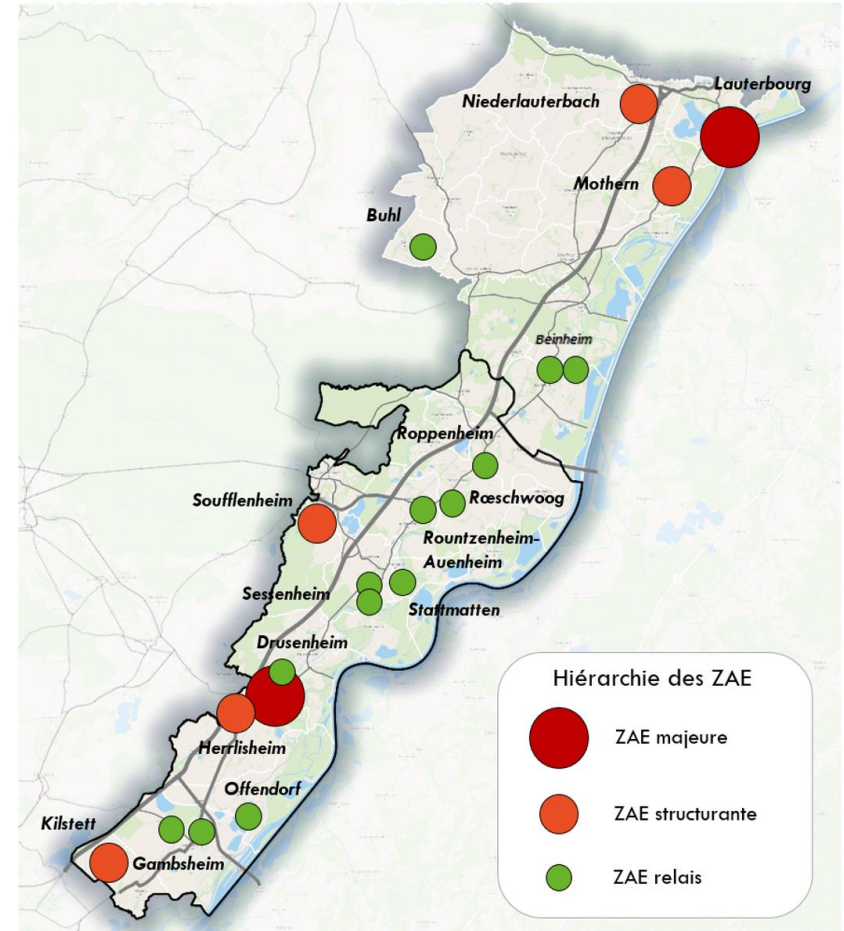 Lauterbourg
Niederlauterbach
Mothern
Buhl
Beinheim
Roppenheim
Soufflenheim
Rœschwoog
Rountzenheim-
Auenheim
Sessenheim
Stattmatten
Drusenheim
Herrlisheim
Offendorf
Kilstett
Gambsheim
Hiérarchie des ZAE
ZAE majeure
ZAE structurante
ZAE relais